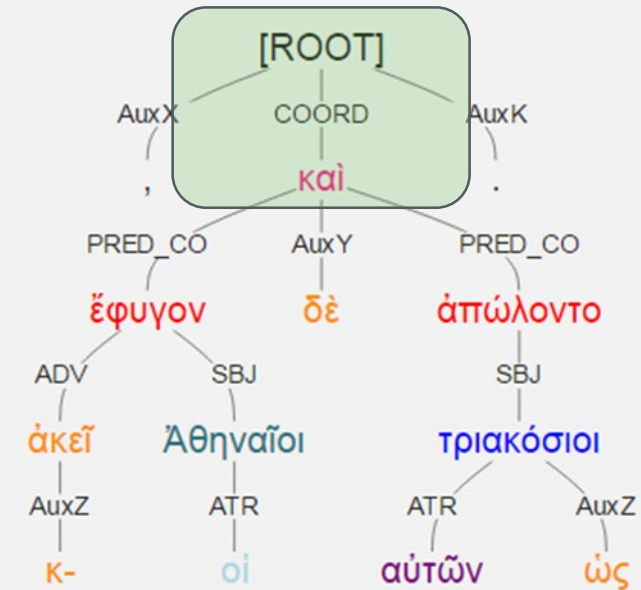 [ROOT]
AuxX COORD AuxK
, καὶ .
PRED_CO AuxY PRED_CO
ἔφυγον δὲ ἀπώλοντο
ADV SBJ SBJ
ἀκεῖ Ἀθηναῖοι τριακόσιοι
AuxZ ATR ATR AuxZ
κ- οἱ αὐτῶν ὡς